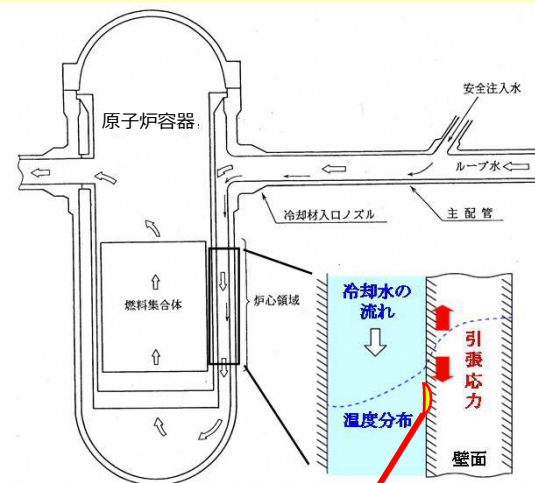 原子炉容器
安全注入水
ループ水
冷却材入口ノズル
主配管
燃料集合体
炉心領域
冷却水の
流れ
引張応力
温度分布
壁面